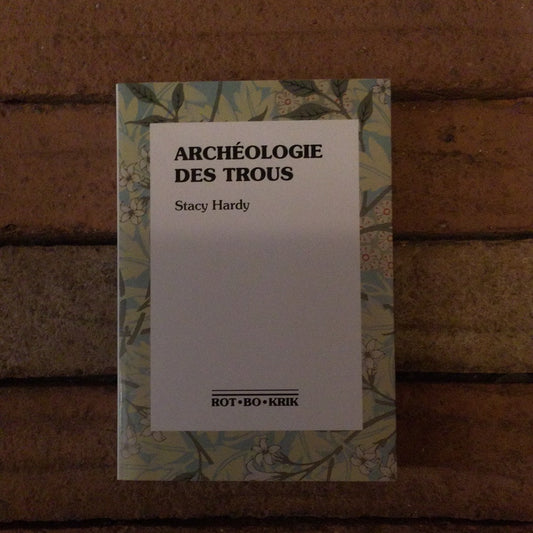 ARCHÉOLOGIE
DES TROUS
Stacy Hardy
ROT•BO•KRIK